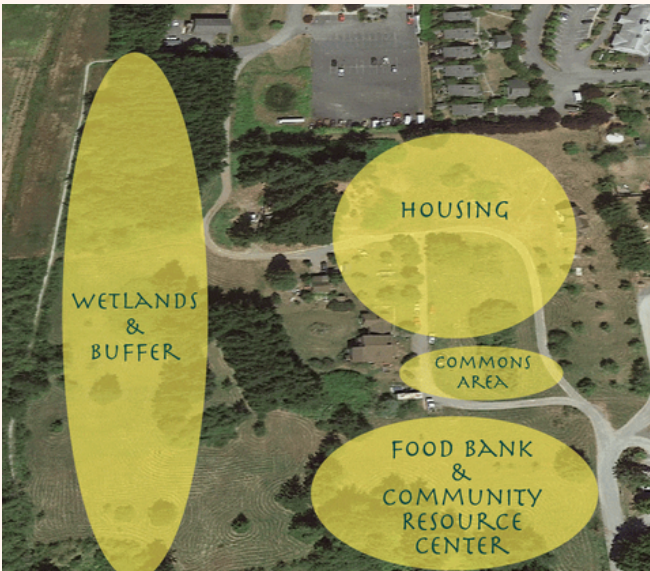 HOUSING
WETLANDS
&
BUFFER
COMMONS
AREA
FOOD BANK
&
COMMUNITY
RESOURCE
CENTER